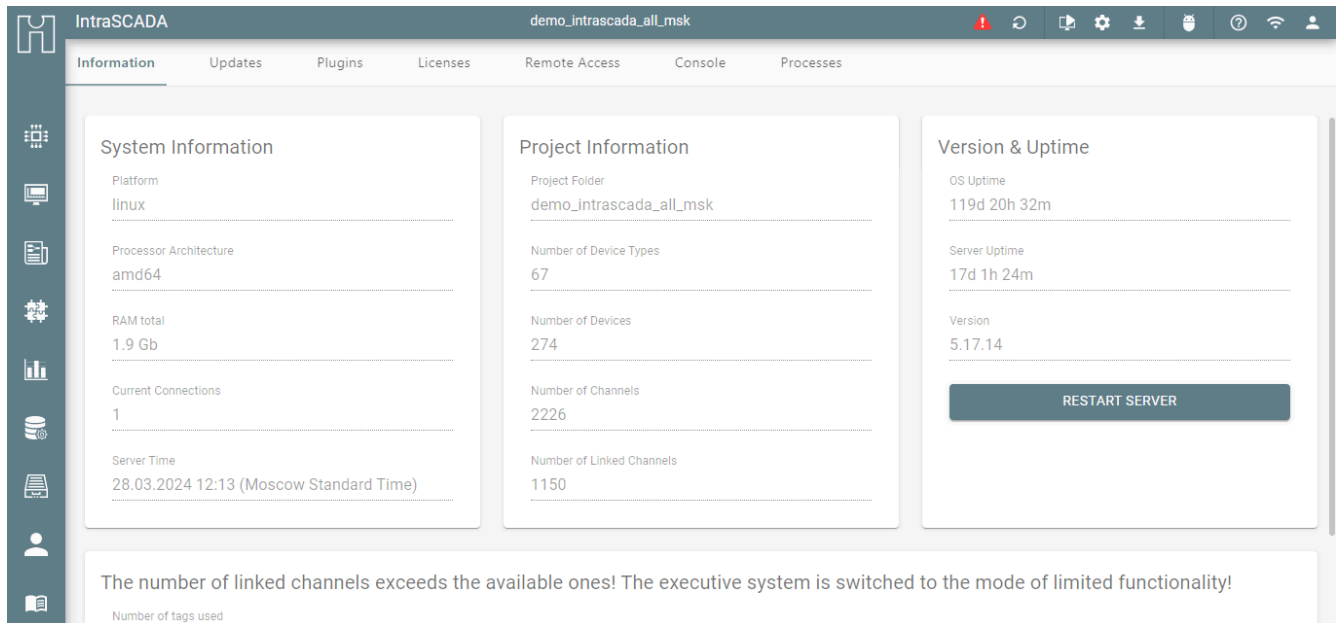 IntraSCADA
demo_intrascada_all_msk
Information Updates Plugins Licenses Remote Access Console Processes
System Information
Platform
linux
Processor Architecture
amd64
RAM total
1.9 Gb
Current Connections
1
Server Time
28.03.2024 12:13 (Moscow Standard Time)
Project Information
Project Folder
demo_intrascada_all_msk
Number of Device Types
67
Number of Devices
274
Number of Channels
2226
Number of Linked Channels
1150
Version & Uptime
OS Uptime
119d 20h 32m
Server Uptime
17d 1h 24m
Version
5.17.14
RESTART SERVER
The number of linked channels exceeds the available ones! The executive system is switched to the mode of limited functionality!
Number of tags used